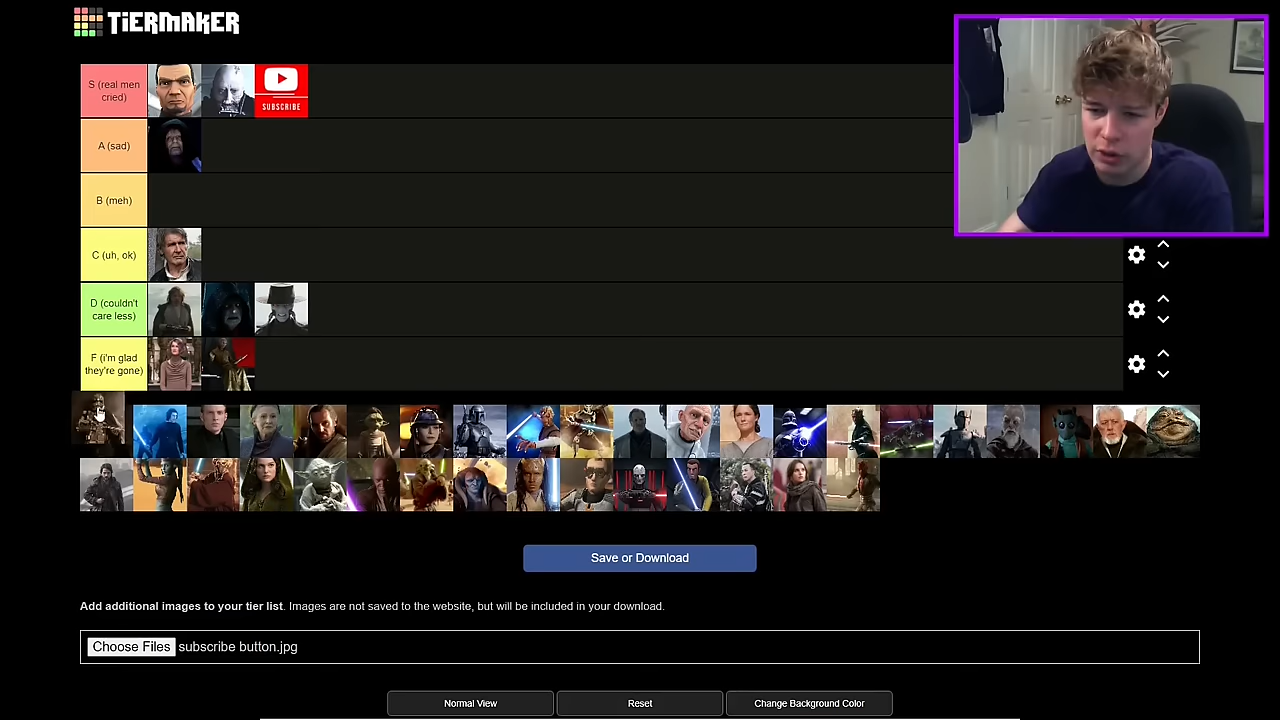 TIERMAKER
S (real men
cried)
SUBSCRIBE
A (sad)
B (meh)
C (uh, ok)
D (couldn't
care less)
F (i'm glad
they're gone)
Save or Download
Add additional images to your tier list. Images are not saved to the website, but will be included in your download.
Choose Files subscribe button.jpg
Normal View
Reset
Change Background Color